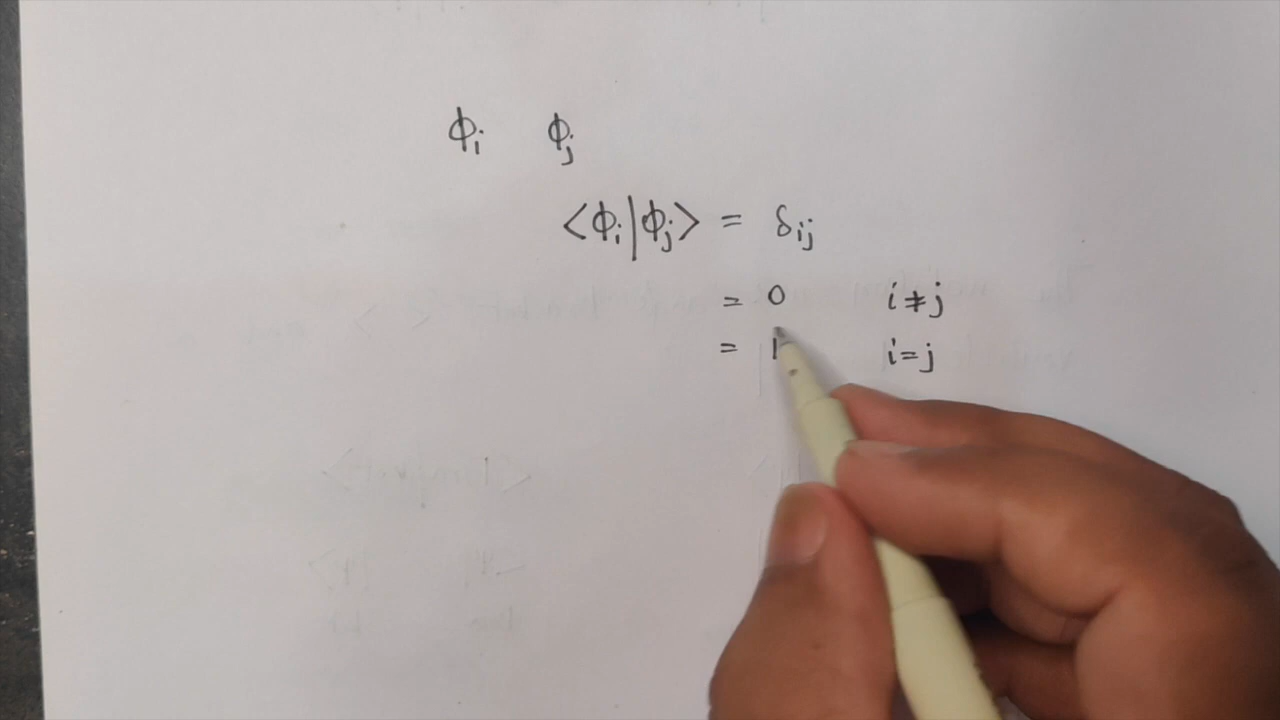 ϕi ϕj
<ϕi|ϕj> = δij
= 0 i ≠ j
= 1 i = j